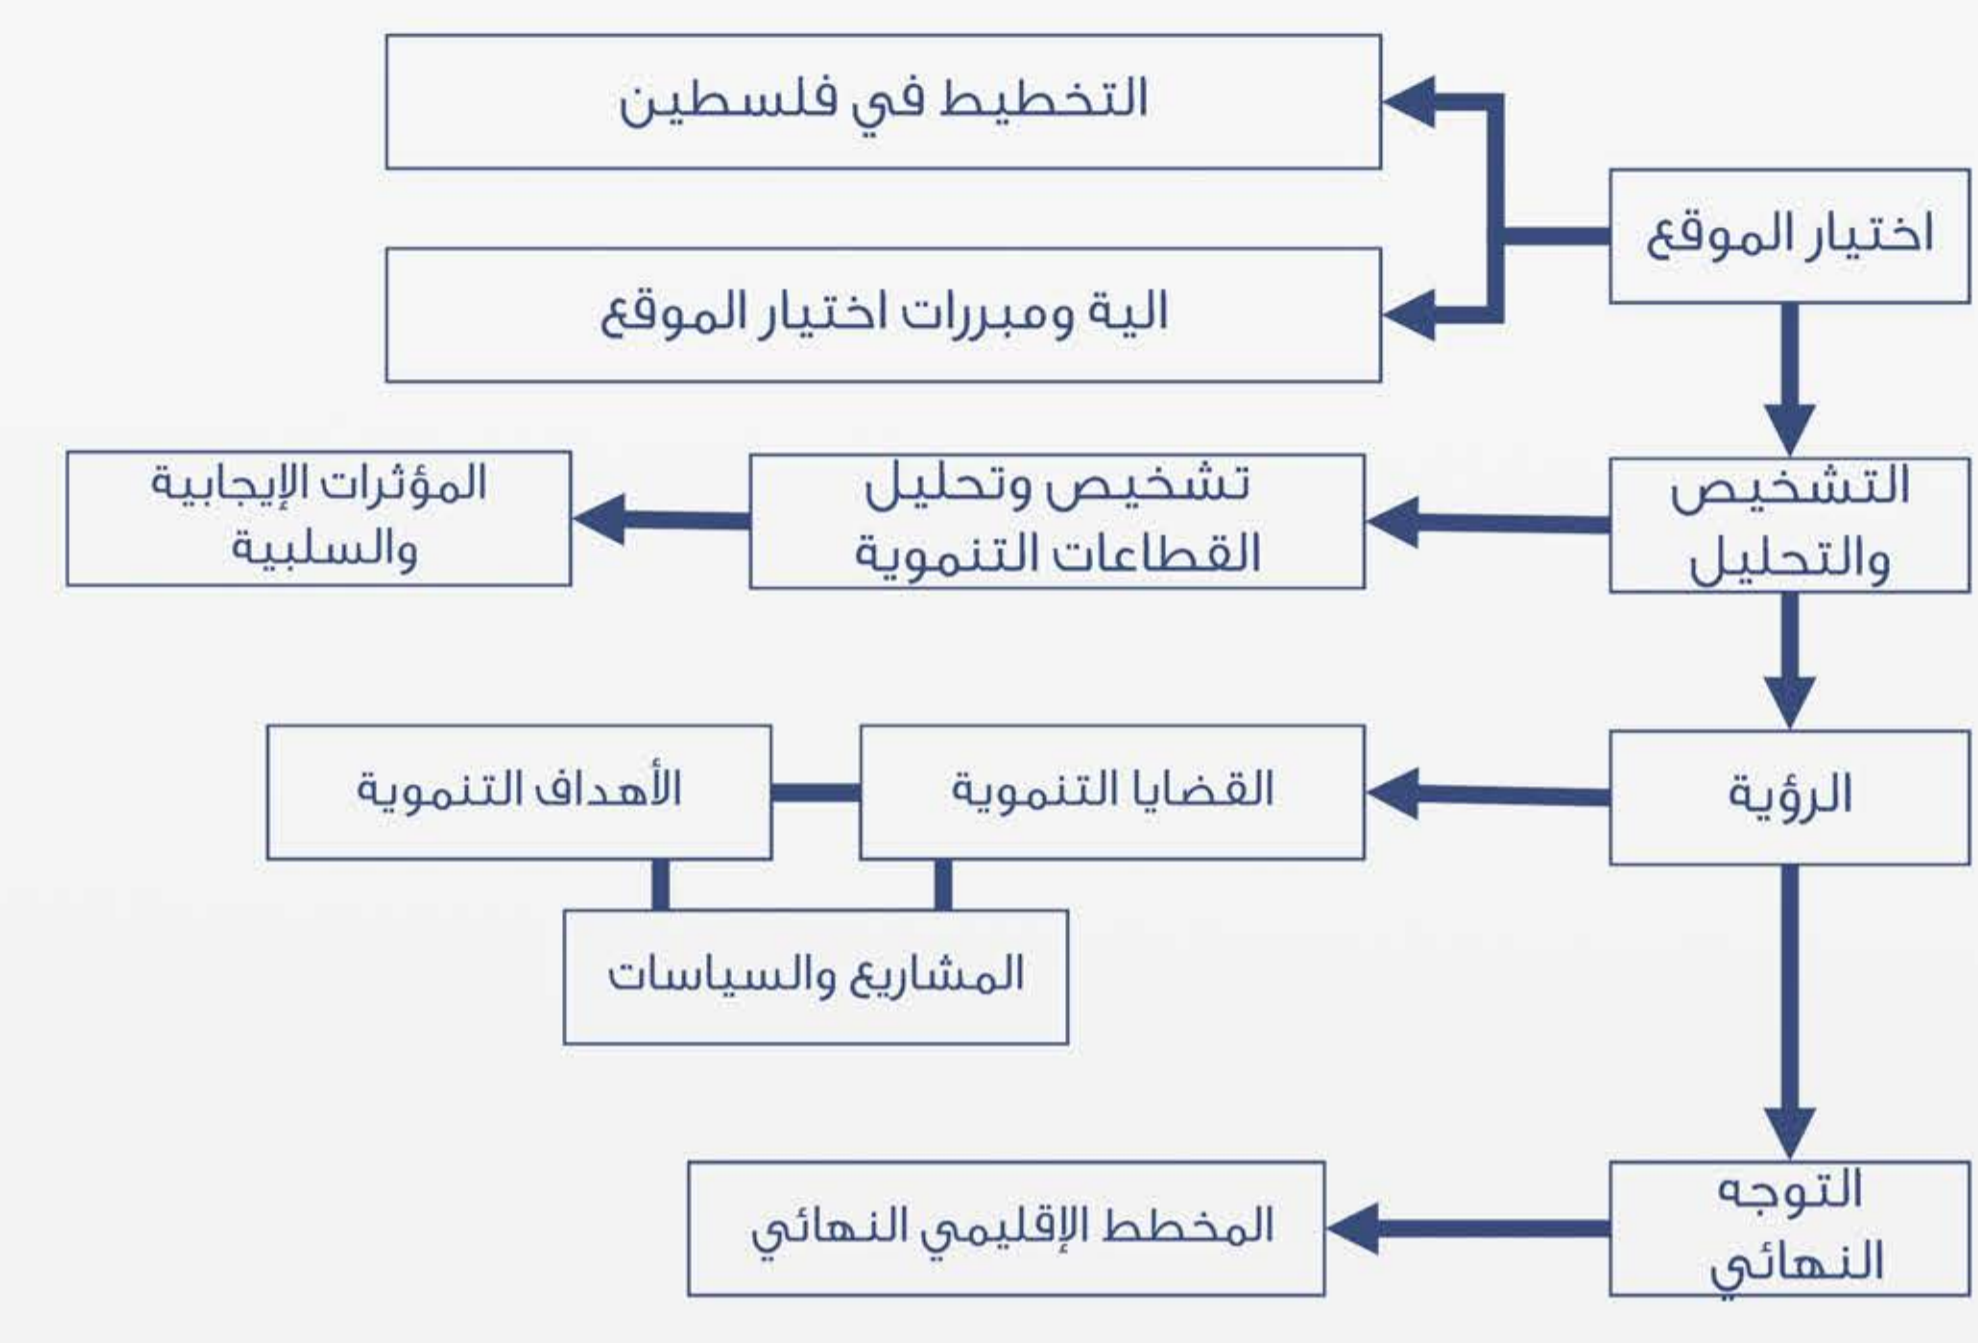 اختيار الموقع
التخطيط في فلسطين
الية ومبررات اختيار الموقع
التشخيص
والتحليل
تشخيص وتحليل
القطاعات التنموية
المؤثرات الإيجابية
والسلبية
الرؤية
القضايا التنموية
الأهداف التنموية
المشاريع والسياسات
التوجه
النهائي
المخطط الإقليمي النهائي